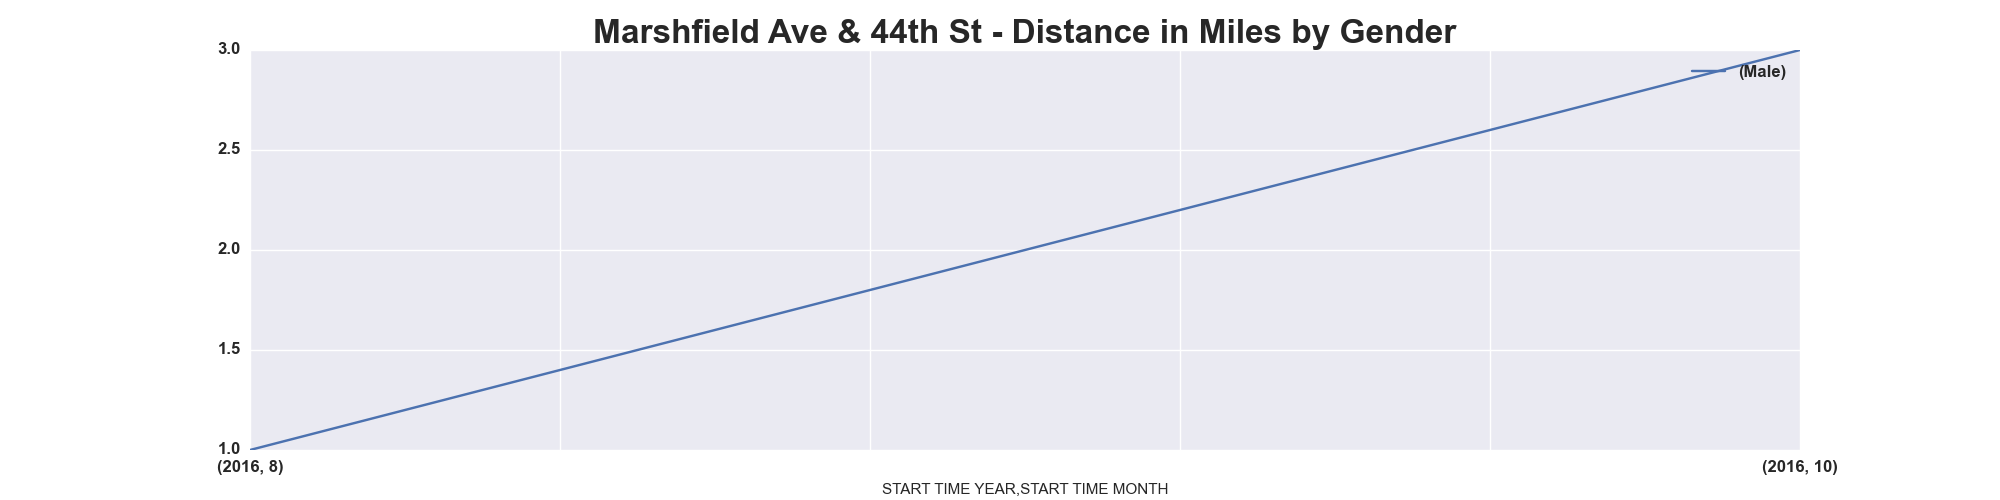 Marshfield Ave & 44th St - Distance in Miles by Gender
3.0
(Male)
2.5
2.0
1.5
1.0
(2016, 8)
(2016, 10)
START TIME YEAR,START TIME MONTH